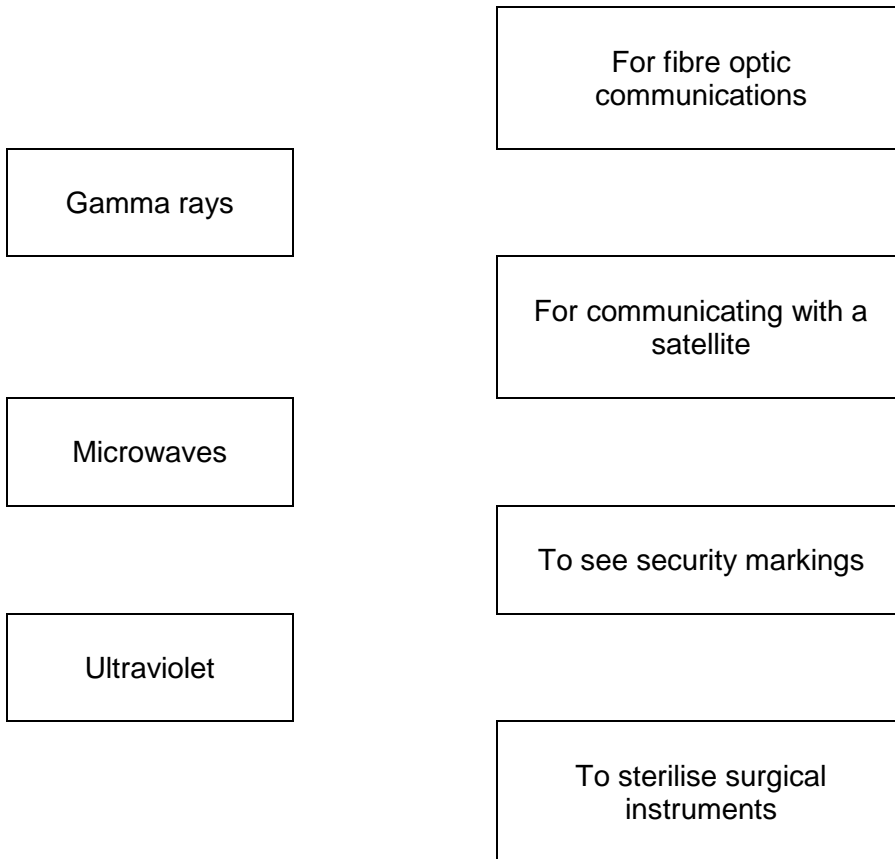 For fibre optic
communications
Gamma rays
For communicating with a
satellite
Microwaves
To see security markings
Ultraviolet
To sterilise surgical
instruments